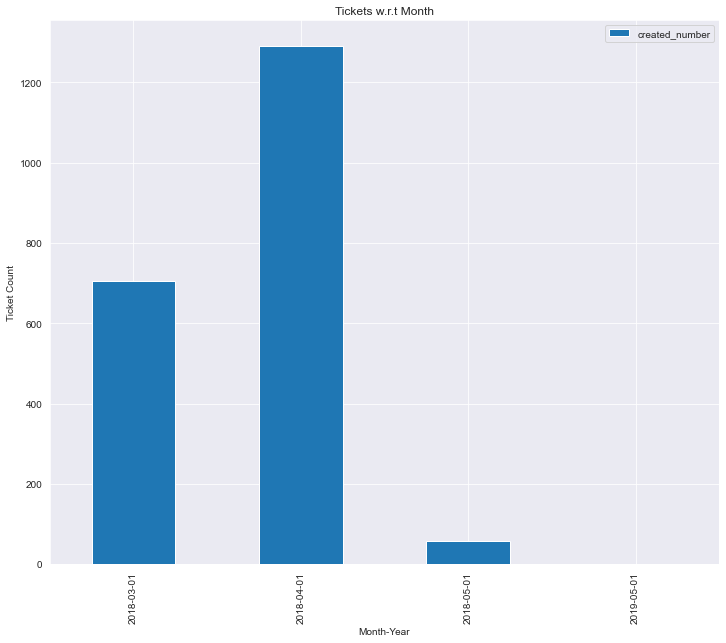 Tickets w.r.t Month
created_number
1200
1000
800
600
400
200
0
Ticket Count
2018-03-01
2018-04-01
2018-05-01
2019-05-01
Month-Year